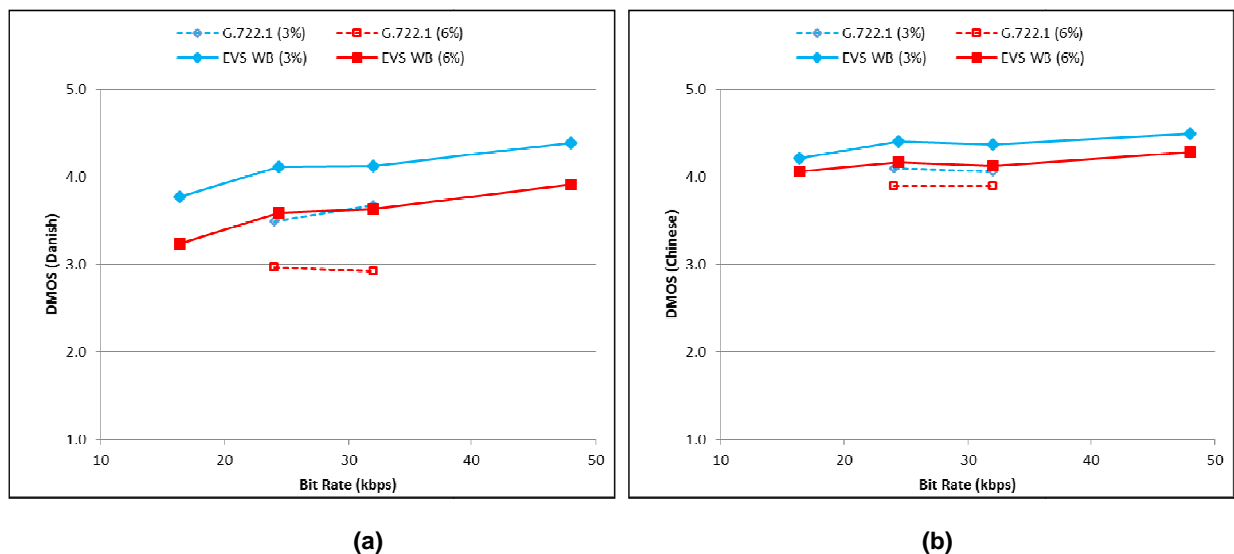 G.722.1 (3%) G.722.1 (6%)
EVS WB (3%) EVS WB (6%)
5.0
4.0
3.0
2.0
1.0
DMOS (Danish)
10 20 30 40 50
Bit Rate (kbps)
(a)
G.722.1 (3%) G.722.1 (6%)
EVS WB (3%) EVS WB (6%)
5.0
4.0
3.0
2.0
1.0
DMOS (Chinese)
10 20 30 40 50
Bit Rate (kbps)
(b)